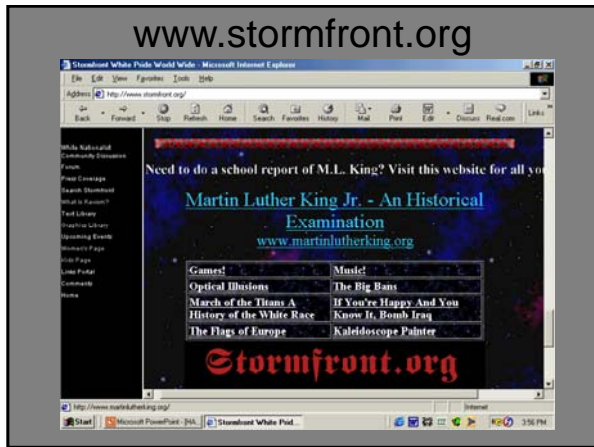 www.stormfront.org
Stormfront White Pride World Wide - Microsoft Internet Explorer
File Edit View Favorites Tools Help
Address http://www.stormfront.org/
Back Forward Stop Refresh Home Search Favorites History Mail Print Edit Discuss Real.com Links
White Nationalist
Community Discussion
Forum
Press Coverage
Search Stormfront
What Is Racism?
Text Library
Graphics Library
Upcoming Events
Women's Page
Kids Page
Links Portal
Comments
Home
Need to do a school report of M.L. King? Visit this website for all you
Martin Luther King Jr. - An Historical
Examination
www.martinlutherking.org
Games! Music!
Optical Illusions The Big Bans
March of the Titans A If You're Happy And You
History of the White Race Know It, Bomb Iraq
The Flags of Europe Kaleidoscope Painter
Stormfront.org
http://www.martinlutherking.org/ Internet
Start Microsoft PowerPoint - [HA... Stormfront White Prid... 3:56 PM